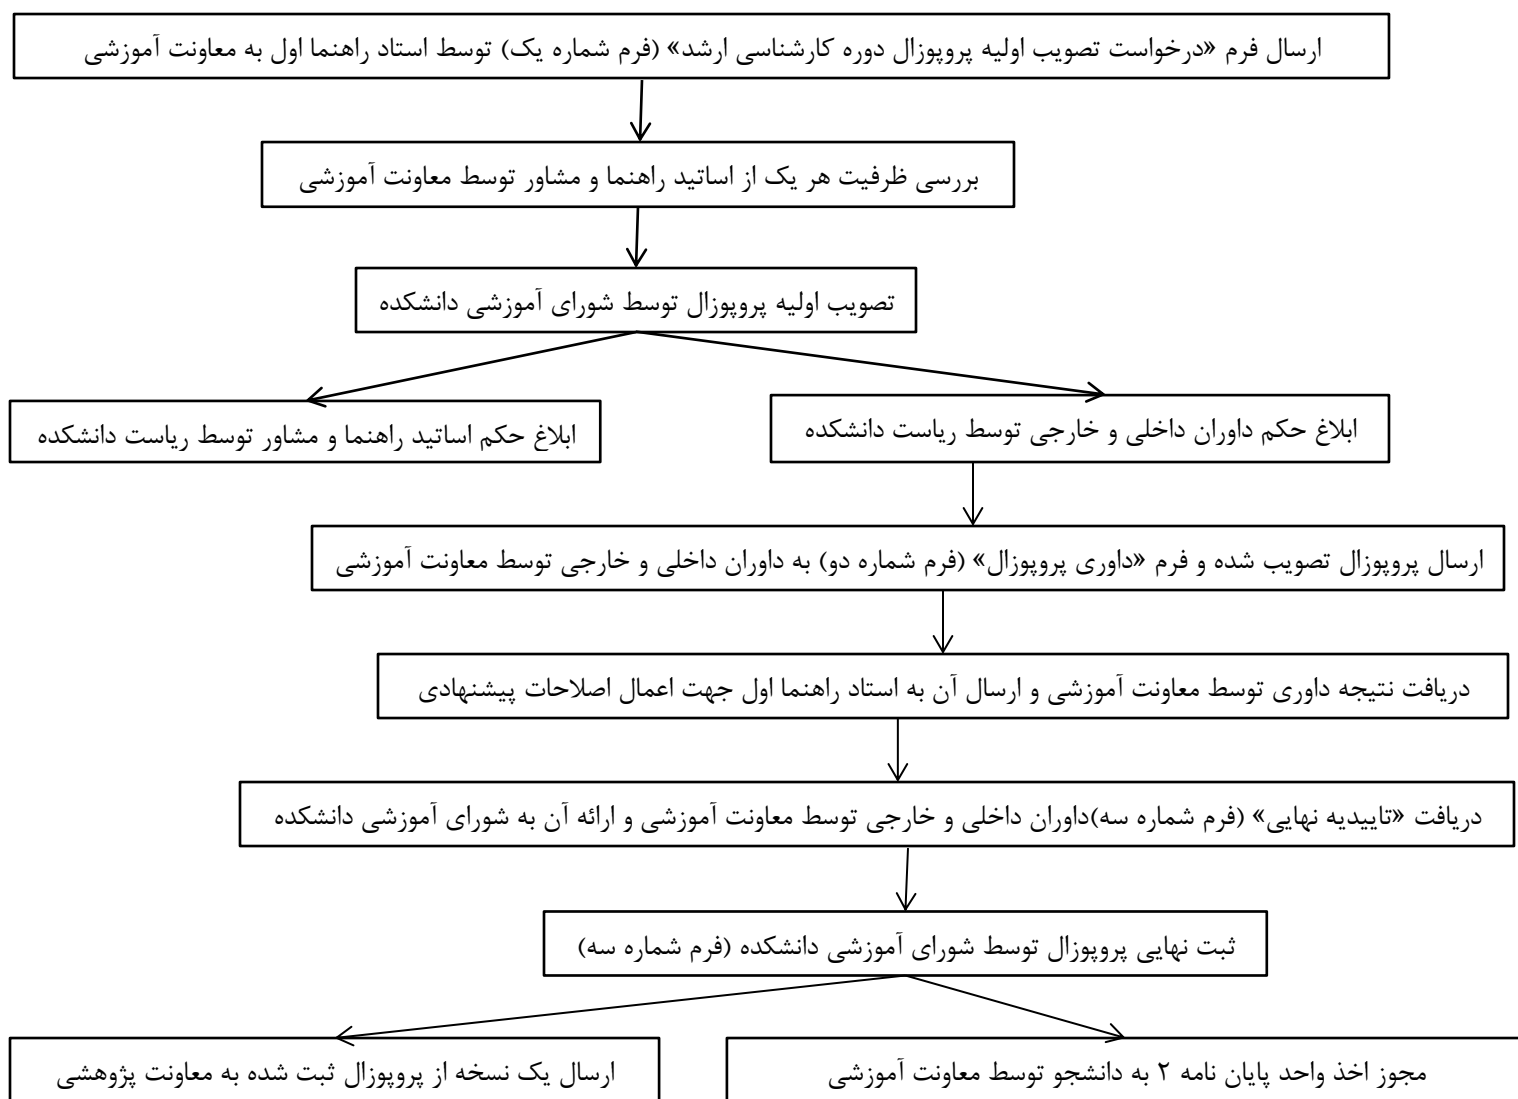 ارسال فرم «درخواست تصویب اولیه پروپوزال دوره کارشناسی ارشد» (فرم شماره یک) توسط استاد راهنما اول به معاونت آموزشی
بررسی ظرفیت هر یک از اساتید راهنما و مشاور توسط معاونت آموزشی
تصویب اولیه پروپوزال توسط شورای آموزشی دانشکده
ابلاغ حکم داوران داخلی و خارجی توسط ریاست دانشکده
ابلاغ حکم اساتید راهنما و مشاور توسط ریاست دانشکده
ارسال پروپوزال تصویب شده و فرم «داوری پروپوزال» (فرم شماره دو) به داوران داخلی و خارجی توسط معاونت آموزشی
دریافت نتیجه داوری توسط معاونت آموزشی و ارسال آن به استاد راهنما اول جهت اعمال اصلاحات پیشنهادی
دریافت «تاییدیه نهایی» (فرم شماره سه)داوران داخلی و خارجی توسط معاونت آموزشی و ارائه آن به شورای آموزشی دانشکده
ثبت نهایی پروپوزال توسط شورای آموزشی دانشکده (فرم شماره سه)
مجوز اخذ واحد پایان نامه ۲ به دانشجو توسط معاونت آموزشی
ارسال یک نسخه از پروپوزال ثبت شده به معاونت پژوهشی